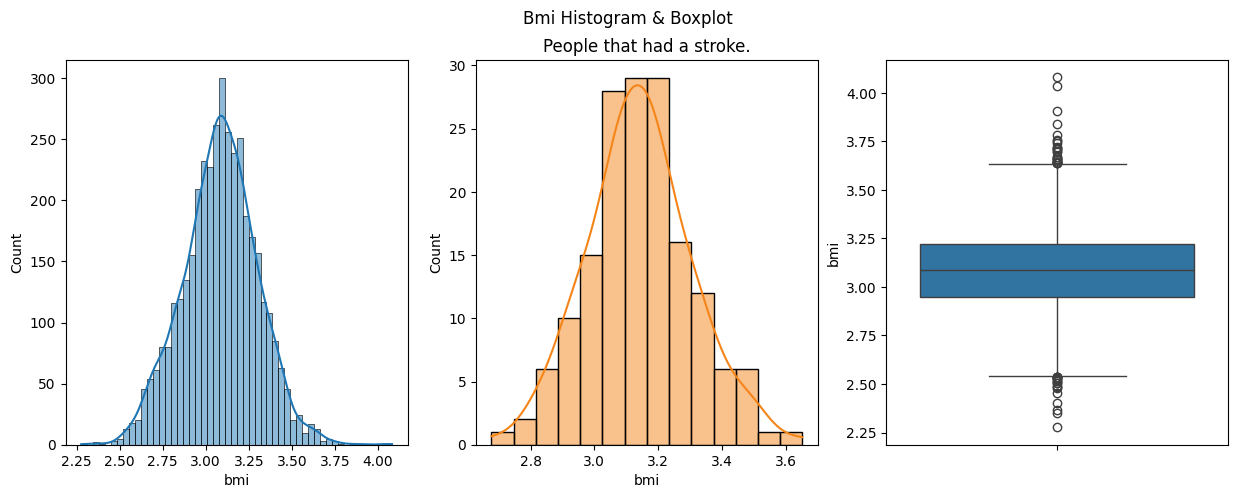 Bmi Histogram & Boxplot
People that had a stroke.
300
250
200
150
100
50
0
Count
2.25 2.50 2.75 3.00 3.25 3.50 3.75 4.00
bmi
30
25
20
15
10
5
0
Count
2.8 3.0 3.2 3.4 3.6
bmi
4.00
3.75
3.50
3.25
3.00
2.75
2.50
2.25
bmi